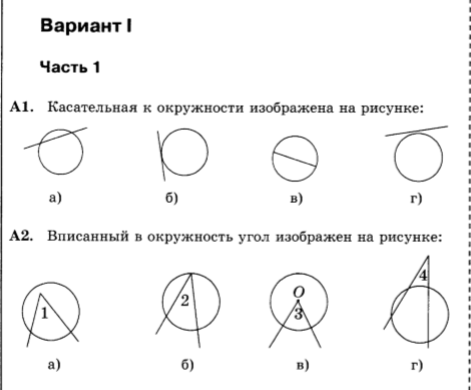 Вариант I
Часть 1
А1. Касательная к окружности изображена на рисунке:
а) б) в) г)
А2. Вписанный в окружность угол изображен на рисунке:
1 2 O 3 4
а) б) в) г)